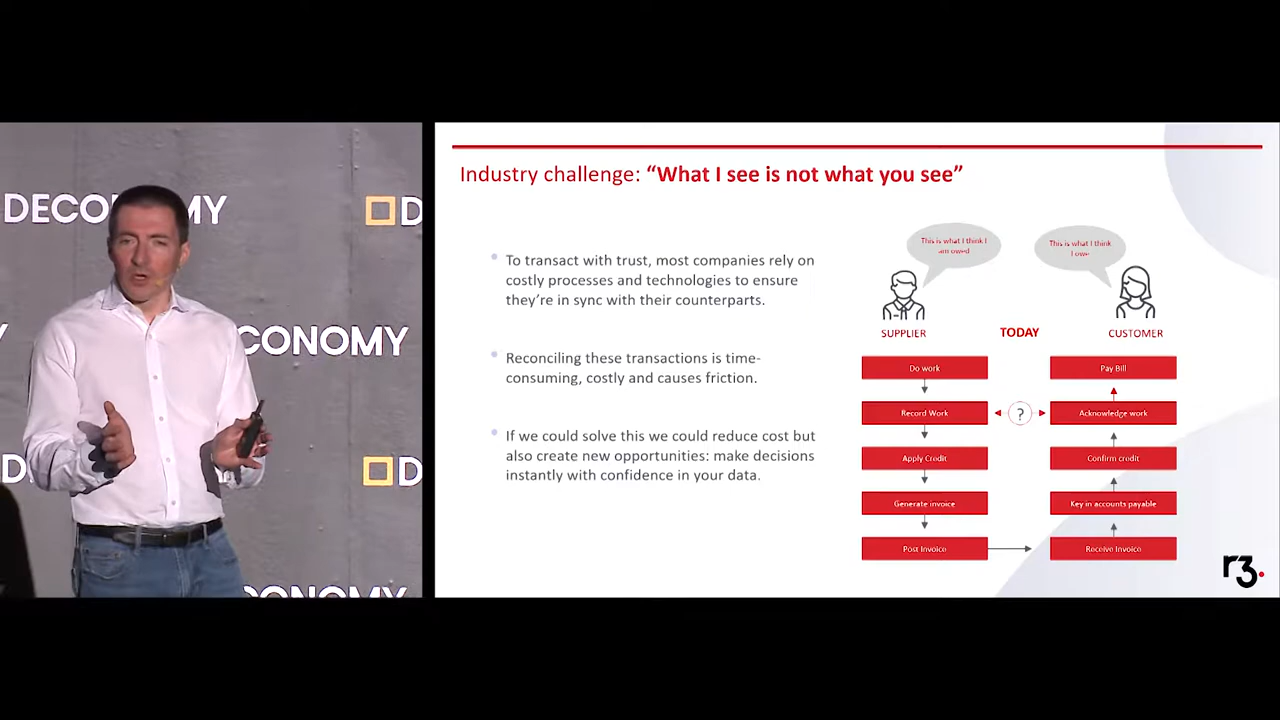 DECONOMY
D
ECONOMY
D
D
CONOMY
Industry challenge: “What I see is not what you see”
To transact with trust, most companies rely on
costly processes and technologies to ensure
they’re in sync with their counterparts.
Reconciling these transactions is time-
consuming, costly and causes friction.
If we could solve this we could reduce cost but
also create new opportunities: make decisions
instantly with confidence in your data.
This is what I think I
am owed
This is what I think
I owe
SUPPLIER
TODAY
CUSTOMER
Do work
Pay Bill
Record Work
?
Acknowledge work
Apply Credit
Confirm credit
Generate invoice
Key in accounts payable
Post Invoice
Receive Invoice
r3.